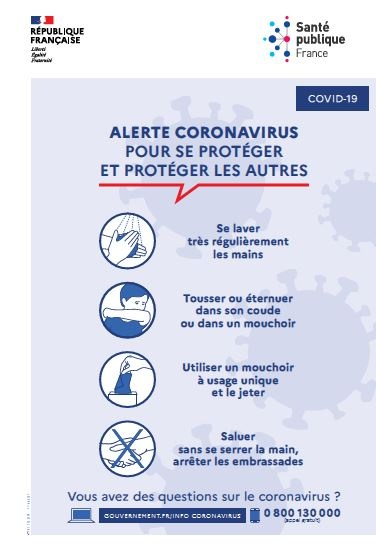 RÉPUBLIQUE
FRANÇAISE
Liberté
Égalité
Fraternité
Santé
publique
France
COVID-19
ALERTE CORONAVIRUS
POUR SE PROTÉGER
ET PROTÉGER LES AUTRES
Se laver
très régulièrement
les mains
Tousser ou éternuer
dans son coude
ou dans un mouchoir
Utiliser un mouchoir
à usage unique
et le jeter
Saluer
sans se serrer la main,
arrêter les embrassades
Vous avez des questions sur le coronavirus ?
GOUVERNEMENT.FR/INFO CORONAVIRUS
0 800 130 000
(appel gratuit)